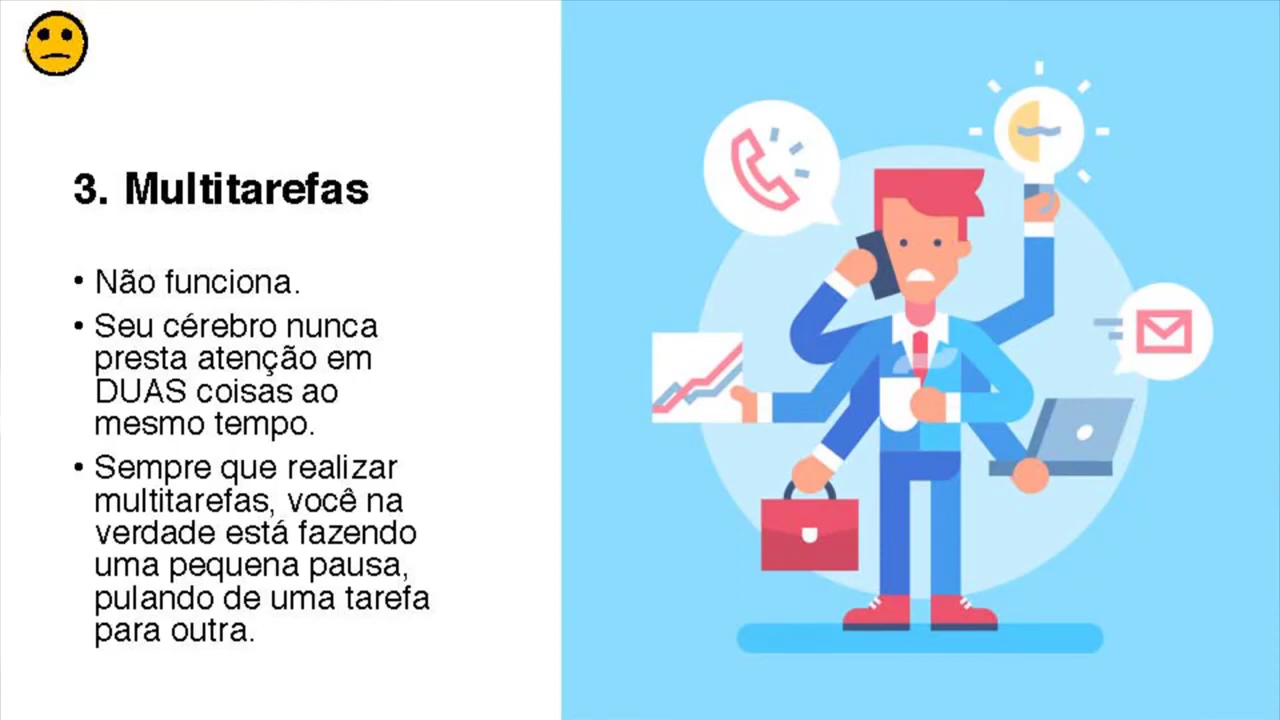 3. Multitarefas
• Não funciona.
• Seu cérebro nunca
presta atenção em
DUAS coisas ao
mesmo tempo.
• Sempre que realizar
multitarefas, você na
verdade está fazendo
uma pequena pausa,
pulando de uma tarefa
para outra.